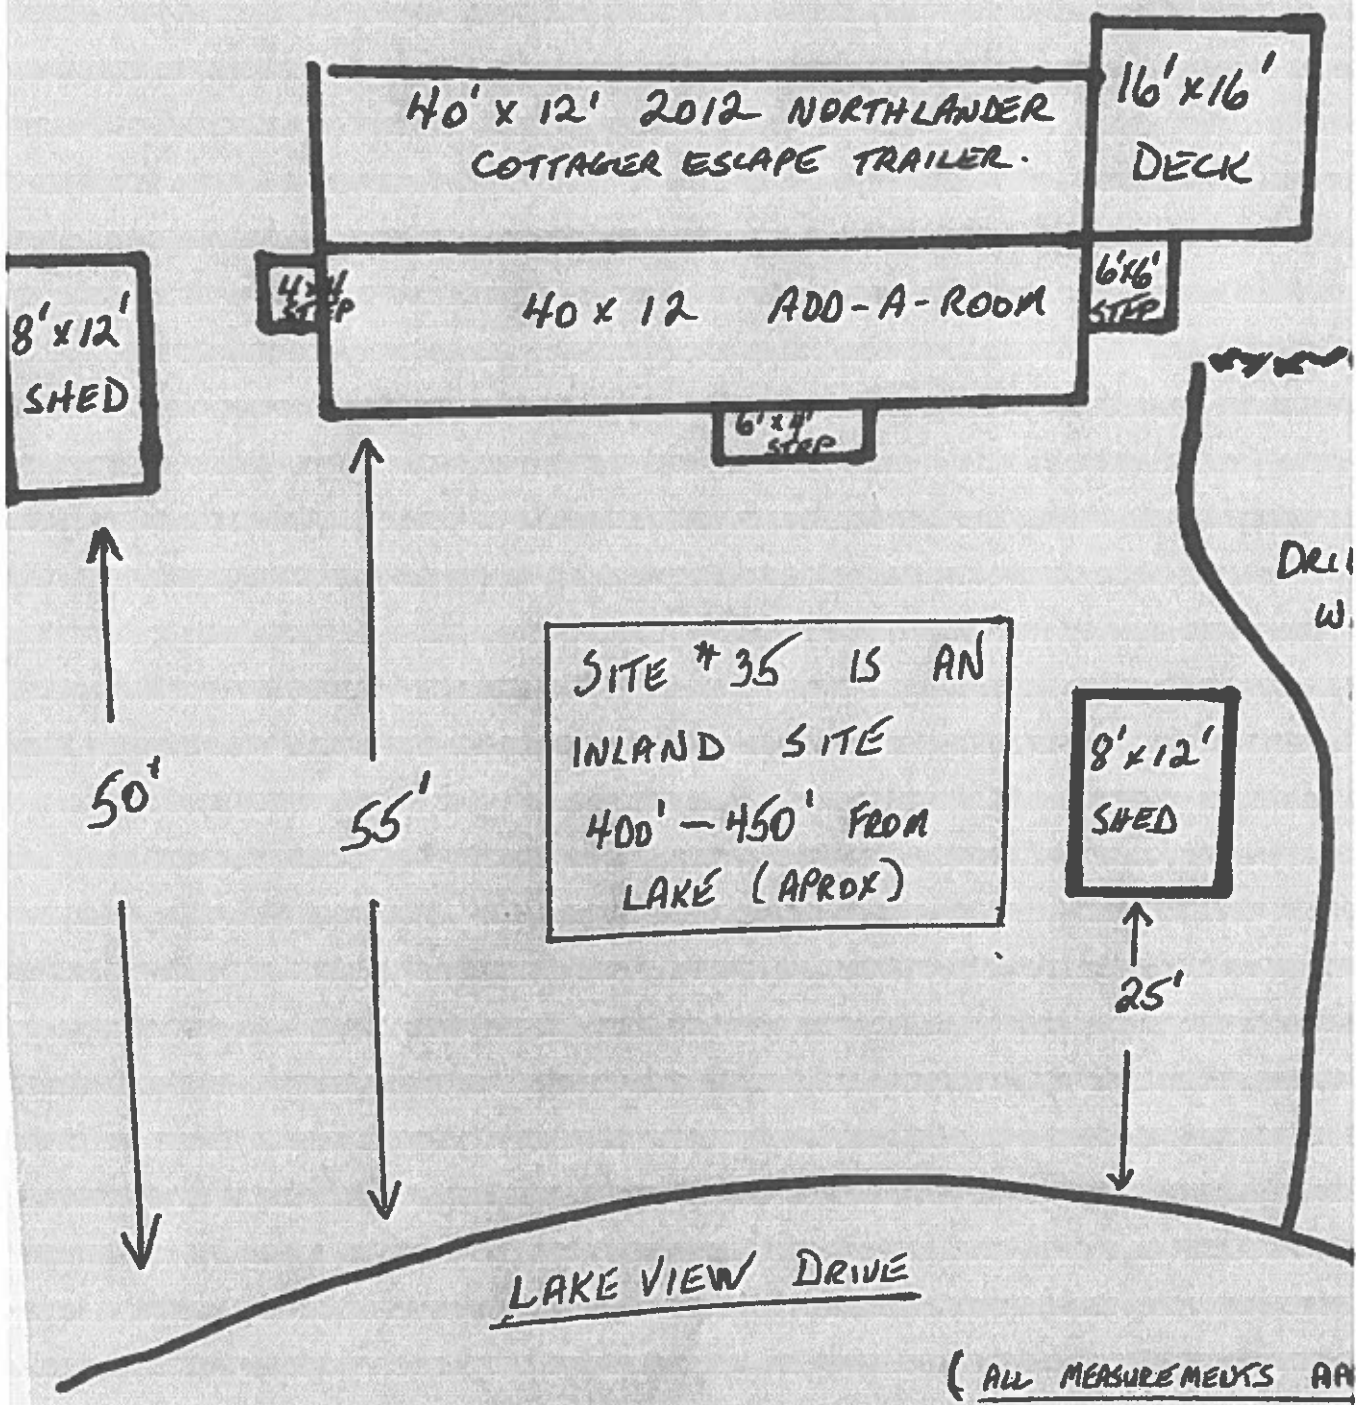 40' x 12' 2012 NORTHLANDER
COTTAGER ESCAPE TRAILER.
16' x 16'
DECK
8' x 12'
SHED
4x4
STEP
40 x 12 ADD-A-ROOM
6'x6'
STEP
6'x4'
STEP
SITE #35 IS AN
INLAND SITE
400' - 450' FROM
LAKE (APROX)
8' x 12'
SHED
50'
55'
25'
LAKE VIEW DRIVE
( ALL MEASUREMENTS